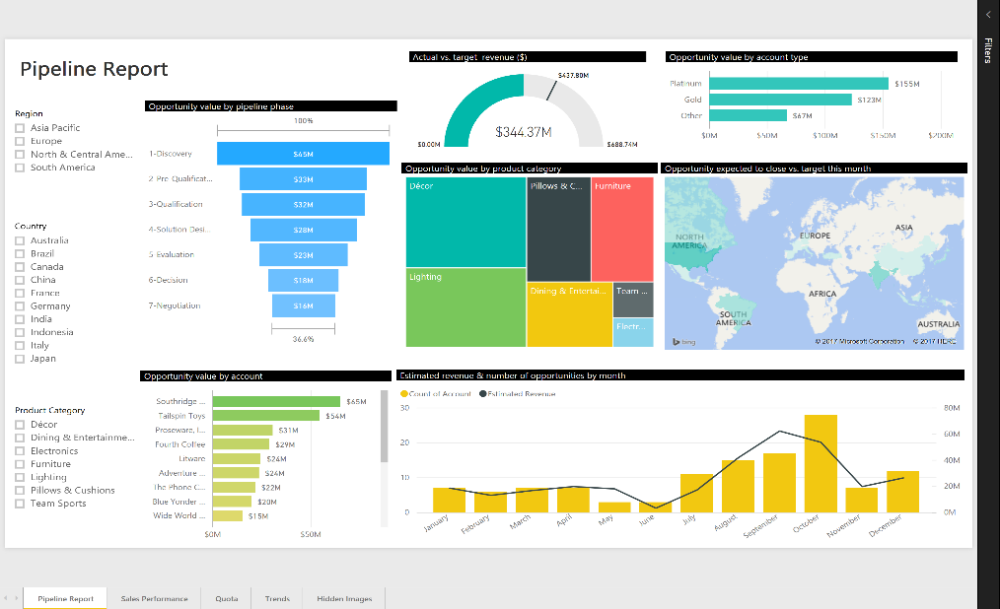 Pipeline Report
Region
Asia Pacific
Europe
North & Central Ame...
South America
Country
Australia
Brazil
Canada
China
France
Germany
India
Indonesia
Italy
Japan
Product Category
Décor
Dining & Entertainme...
Electronics
Furniture
Lighting
Pillows & Cushions
Team Sports
Opportunity value by pipeline phase
100%
1-Discovery $65M
2-Pre-Qualificat... $33M
3-Qualification $32M
4-Solution Desi... $28M
5-Evaluation $23M
6-Decision $18M
7-Negotiation $16M
36.6%
Actual vs. target revenue ($)
$437.80M
$344.37M
$0.00M $688.74M
Opportunity value by account type
Platinum $155M
Gold $123M
Other $67M
$0M $50M $100M $150M $200M
Opportunity value by product category
Décor
Pillows & C...
Furniture
Lighting
Dining & Entertai...
Team ...
Electr...
Opportunity expected to close vs. target this month
NORTH AMERICA
EUROPE
ASIA
AFRICA
SOUTH AMERICA
AUSTRALIA
bing
© 2017 Microsoft Corporation © 2017 HERE
Opportunity value by account
Southridge ... $65M
Tailspin Toys $54M
Proseware, I... $31M
Fourth Coffee $29M
Litware $24M
Adventure ... $24M
The Phone C... $22M
Blue Yonder ... $20M
Wide World ... $15M
$0M $50M
Estimated revenue & number of opportunities by month
Count of Account Estimated Revenue
30 80M
60M
20
40M
10
20M
0 0M
January February March April May June July August September October November December
Filters
Pipeline Report Sales Performance Quota Trends Hidden Images